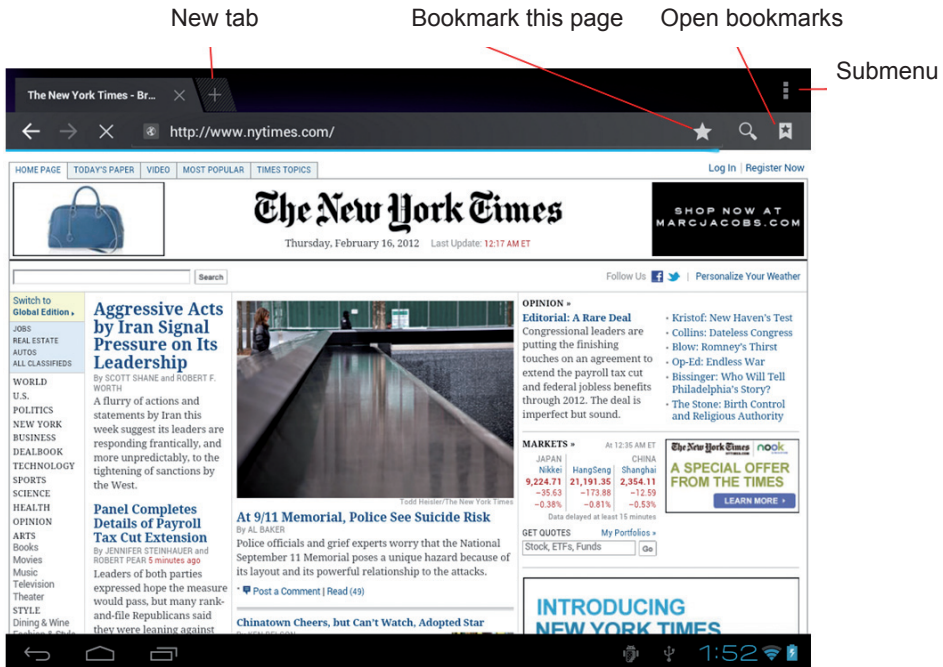 New tab
Bookmark this page
Open bookmarks
Submenu
The New York Times - Br...
http://www.nytimes.com/
HOME PAGE
TODAY'S PAPER
VIDEO
MOST POPULAR
TIMES TOPICS
Log In | Register Now
The New York Times
Thursday, February 16, 2012 Last Update: 12:17 AM ET
SHOP NOW AT
MARCJACOBS.COM
Search
Follow Us
Personalize Your Weather
Switch to
Global Edition
JOBS
REAL ESTATE
AUTOS
ALL CLASSIFIEDS
WORLD
U.S.
POLITICS
NEW YORK
BUSINESS
DEALBOOK
TECHNOLOGY
SPORTS
SCIENCE
HEALTH
OPINION
ARTS
Books
Movies
Music
Television
Theater
STYLE
Dining & Wine
Fashion & Style
Aggressive Acts
by Iran Signal
Pressure on Its
Leadership
By SCOTT SHANE and ROBERT F.
WORTH
A flurry of actions and
statements by Iran this
week suggest its leaders are
responding frantically, and
more unpredictably, to the
tightening of sanctions by
the West.
Panel Completes
Details of Payroll
Tax Cut Extension
By JENNIFER STEINHAUER and
ROBERT PEAR 5 minutes ago
Leaders of both parties
expressed hope the measure
would pass, but many rank-
and-file Republicans said
they were leaning against
Todd Heisler/The New York Times
At 9/11 Memorial, Police See Suicide Risk
By AL BAKER
Police officials and grief experts worry that the National
September 11 Memorial poses a unique hazard because of
its layout and its powerful relationship to the attacks.
• Post a Comment | Read (49)
Chinatown Cheers, but Can't Watch, Adopted Star
OPINION »
Editorial: A Rare Deal
Congressional leaders are
putting the finishing
touches on an agreement to
extend the payroll tax cut
and federal jobless benefits
through 2012. The deal is
imperfect but sound.
• Kristof: New Haven's Test
• Collins: Dateless Congress
• Blow: Romney's Thirst
• Op-Ed: Endless War
• Bissinger: Who Will Tell
Philadelphia's Story?
• The Stone: Birth Control
and Religious Authority
MARKETS » At 12:35 AM ET
JAPAN CHINA
Nikkei HangSeng Shanghai
9,224.71 21,191.35 2,354.11
−35.63 −173.88 −12.59
−0.38% −0.81% −0.53%
Data delayed at least 15 minutes
GET QUOTES My Portfolios »
Stock, ETFs, Funds Go
The New York Times nook
A SPECIAL OFFER
FROM THE TIMES
LEARN MORE
INTRODUCING
NEW YORK TIMES
1:52